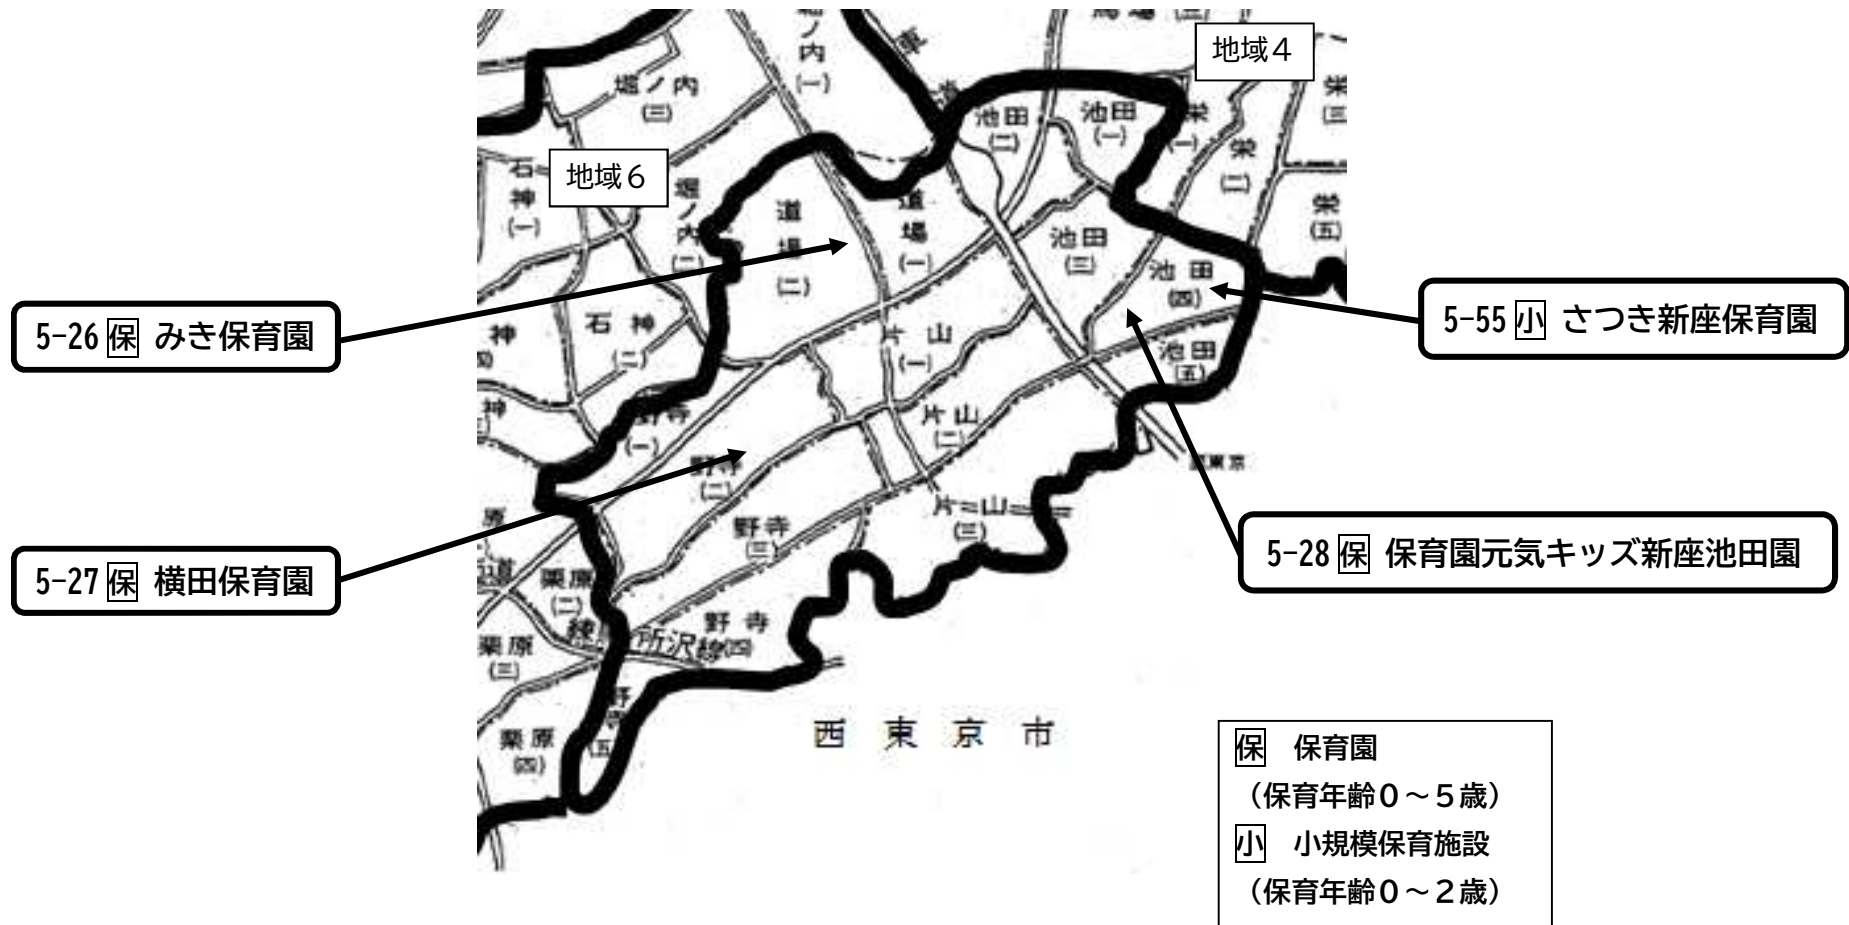 地域4
堀ノ内
(一)
堀ノ内
(三)
池田
(二)
池田
(一)
栄
(一)
栄
(二)
栄
(三)
栄
(五)
地域6
石神
(一)
堀ノ内
(二)
道場
(二)
道場
(一)
池田
(三)
池田
(四)
池田
(五)
5-26 保 みき保育園
5-55 小 さつき新座保育園
石神
(二)
片山
(一)
片山
(二)
片山
(三)
野寺
(一)
野寺
(二)
野寺
(三)
野寺
(四)
野寺
(五)
西東京
5-27 保 横田保育園
5-28 保 保育園元気キッズ新座池田園
栗原
(二)
栗原
(三)
栗原
(四)
練
所沢線
西東京市
保 保育園
（保育年齢０～５歳）
小 小規模保育施設
（保育年齢０～２歳）